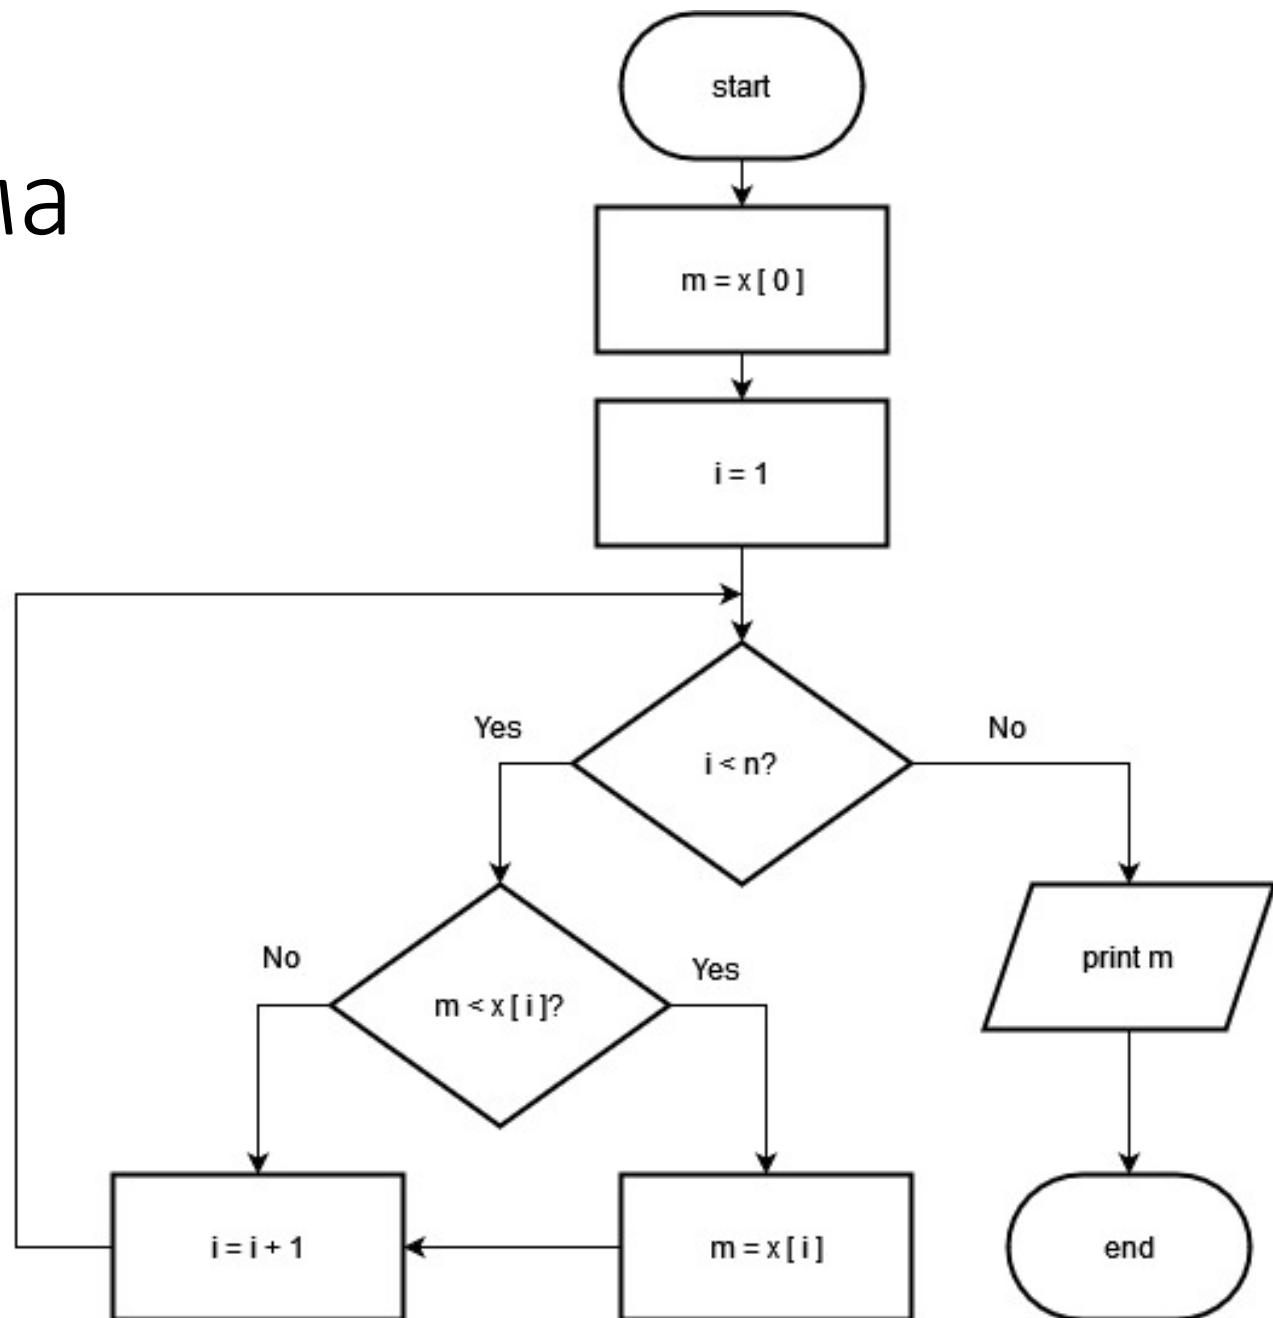 start
m = x [ 0 ]
i = 1
Yes
No
i < n?
No
Yes
m < x [ i ]?
print m
i = i + 1
m = x [ i ]
end